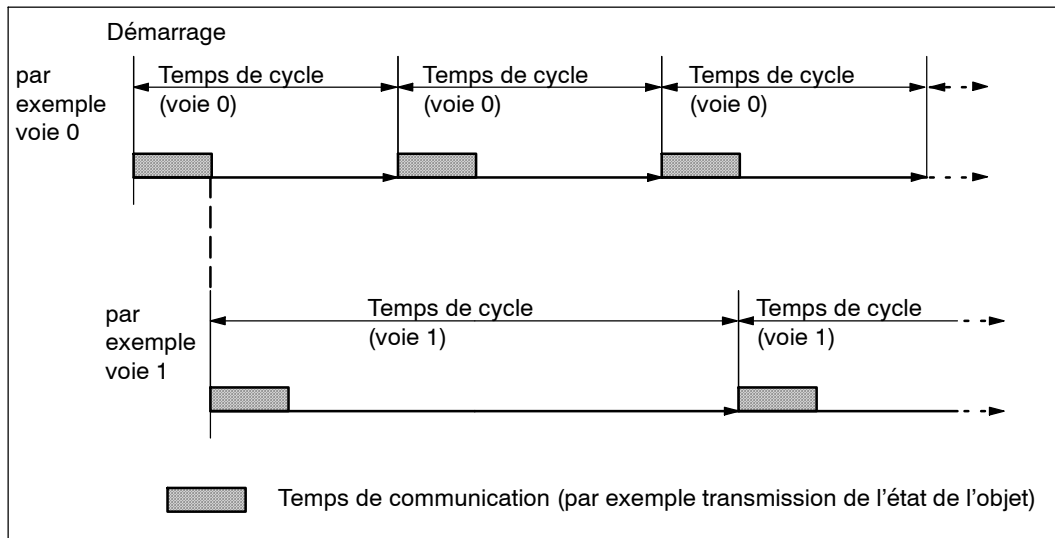 Démarrage
par
exemple
voie 0
Temps de cycle
(voie 0)
Temps de cycle
(voie 0)
Temps de cycle
(voie 0)
par
exemple
voie 1
Temps de cycle
(voie 1)
Temps de cycle
(voie 1)
Temps de communication (par exemple transmission de l'état de l'objet)